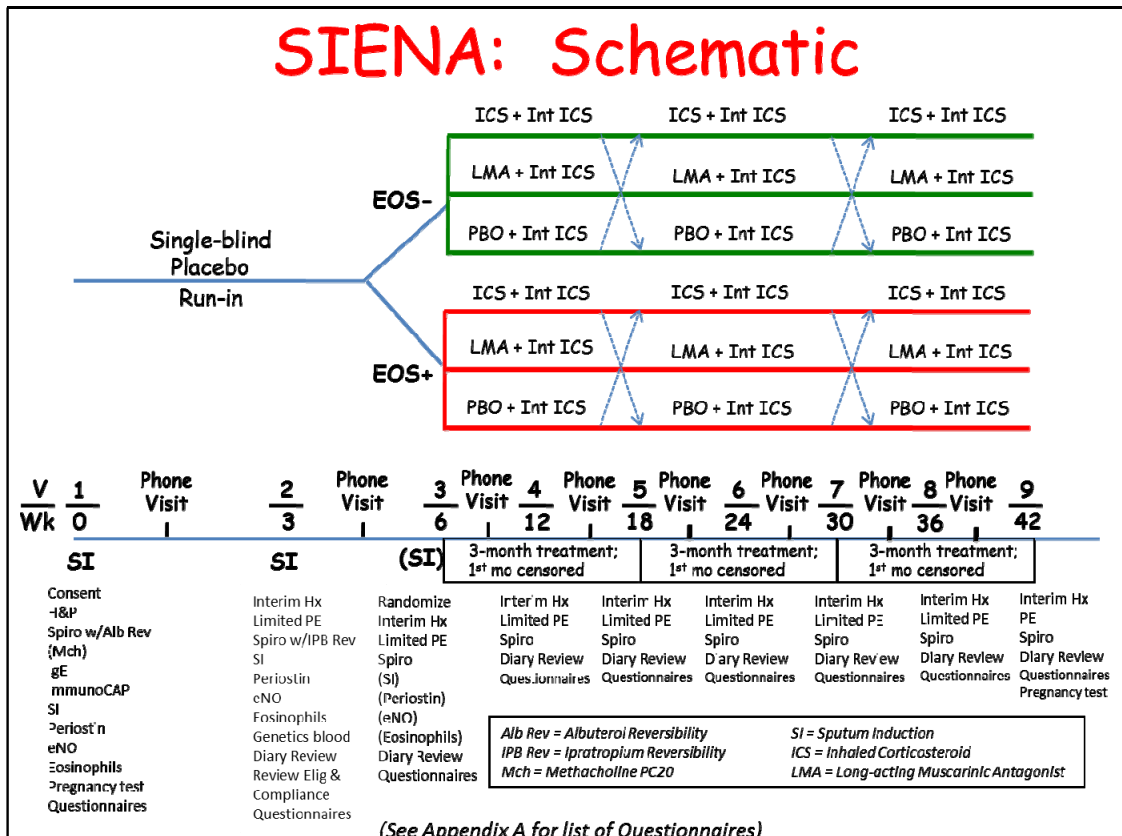 SIENA: Schematic
ICS + Int ICS ICS + Int ICS ICS + Int ICS
LMA + Int ICS LMA + Int ICS LMA + Int ICS
EOS-
PBO + Int ICS PBO + Int ICS PBO + Int ICS
Single-blind
Placebo
Run-in
ICS + Int ICS ICS + Int ICS ICS + Int ICS
LMA + Int ICS LMA + Int ICS LMA + Int ICS
EOS+
PBO + Int ICS PBO + Int ICS PBO + Int ICS
V 1 Phone Visit 2 Phone Visit 3 Phone Visit 4 Phone Visit 5 Phone Visit 6 Phone Visit 7 Phone Visit 8 Phone Visit 9
Wk 0 3 6 12 18 24 30 36 42
SI SI (SI)
3-month treatment;
1st mo censored
3-month treatment;
1st mo censored
3-month treatment;
1st mo censored
Consent
H&P
Spiro w/Alb Rev
(Mch)
IgE
ImmunoCAP
SI
Periostin
eNO
Eosinophils
Pregnancy test
Questionnaires
Interim Hx
Limited PE
Spiro w/IPB Rev
SI
Periostin
eNO
Eosinophils
Genetics blood
Diary Review
Review Elig &
Compliance
Questionnaires
Randomize
Interim Hx
Limited PE
Spiro
(SI)
(Periostin)
(eNO)
(Eosinophils)
Diary Review
Questionnaires
Interim Hx
Limited PE
Spiro
Diary Review
Questionnaires
Interim Hx
Limited PE
Spiro
Diary Review
Questionnaires
Interim Hx
Limited PE
Spiro
Diary Review
Questionnaires
Interim Hx
Limited PE
Spiro
Diary Review
Questionnaires
Interim Hx
Limited PE
Spiro
Diary Review
Questionnaires
Interim Hx
PE
Spiro
Diary Review
Questionnaires
Pregnancy test
Alb Rev = Albuterol Reversibility SI = Sputum Induction
IPB Rev = Ipratropium Reversibility ICS = Inhaled Corticosteroid
Mch = Methacholine PC20 LMA = Long-acting Muscarinic Antagonist
(See Appendix A for list of Questionnaires)